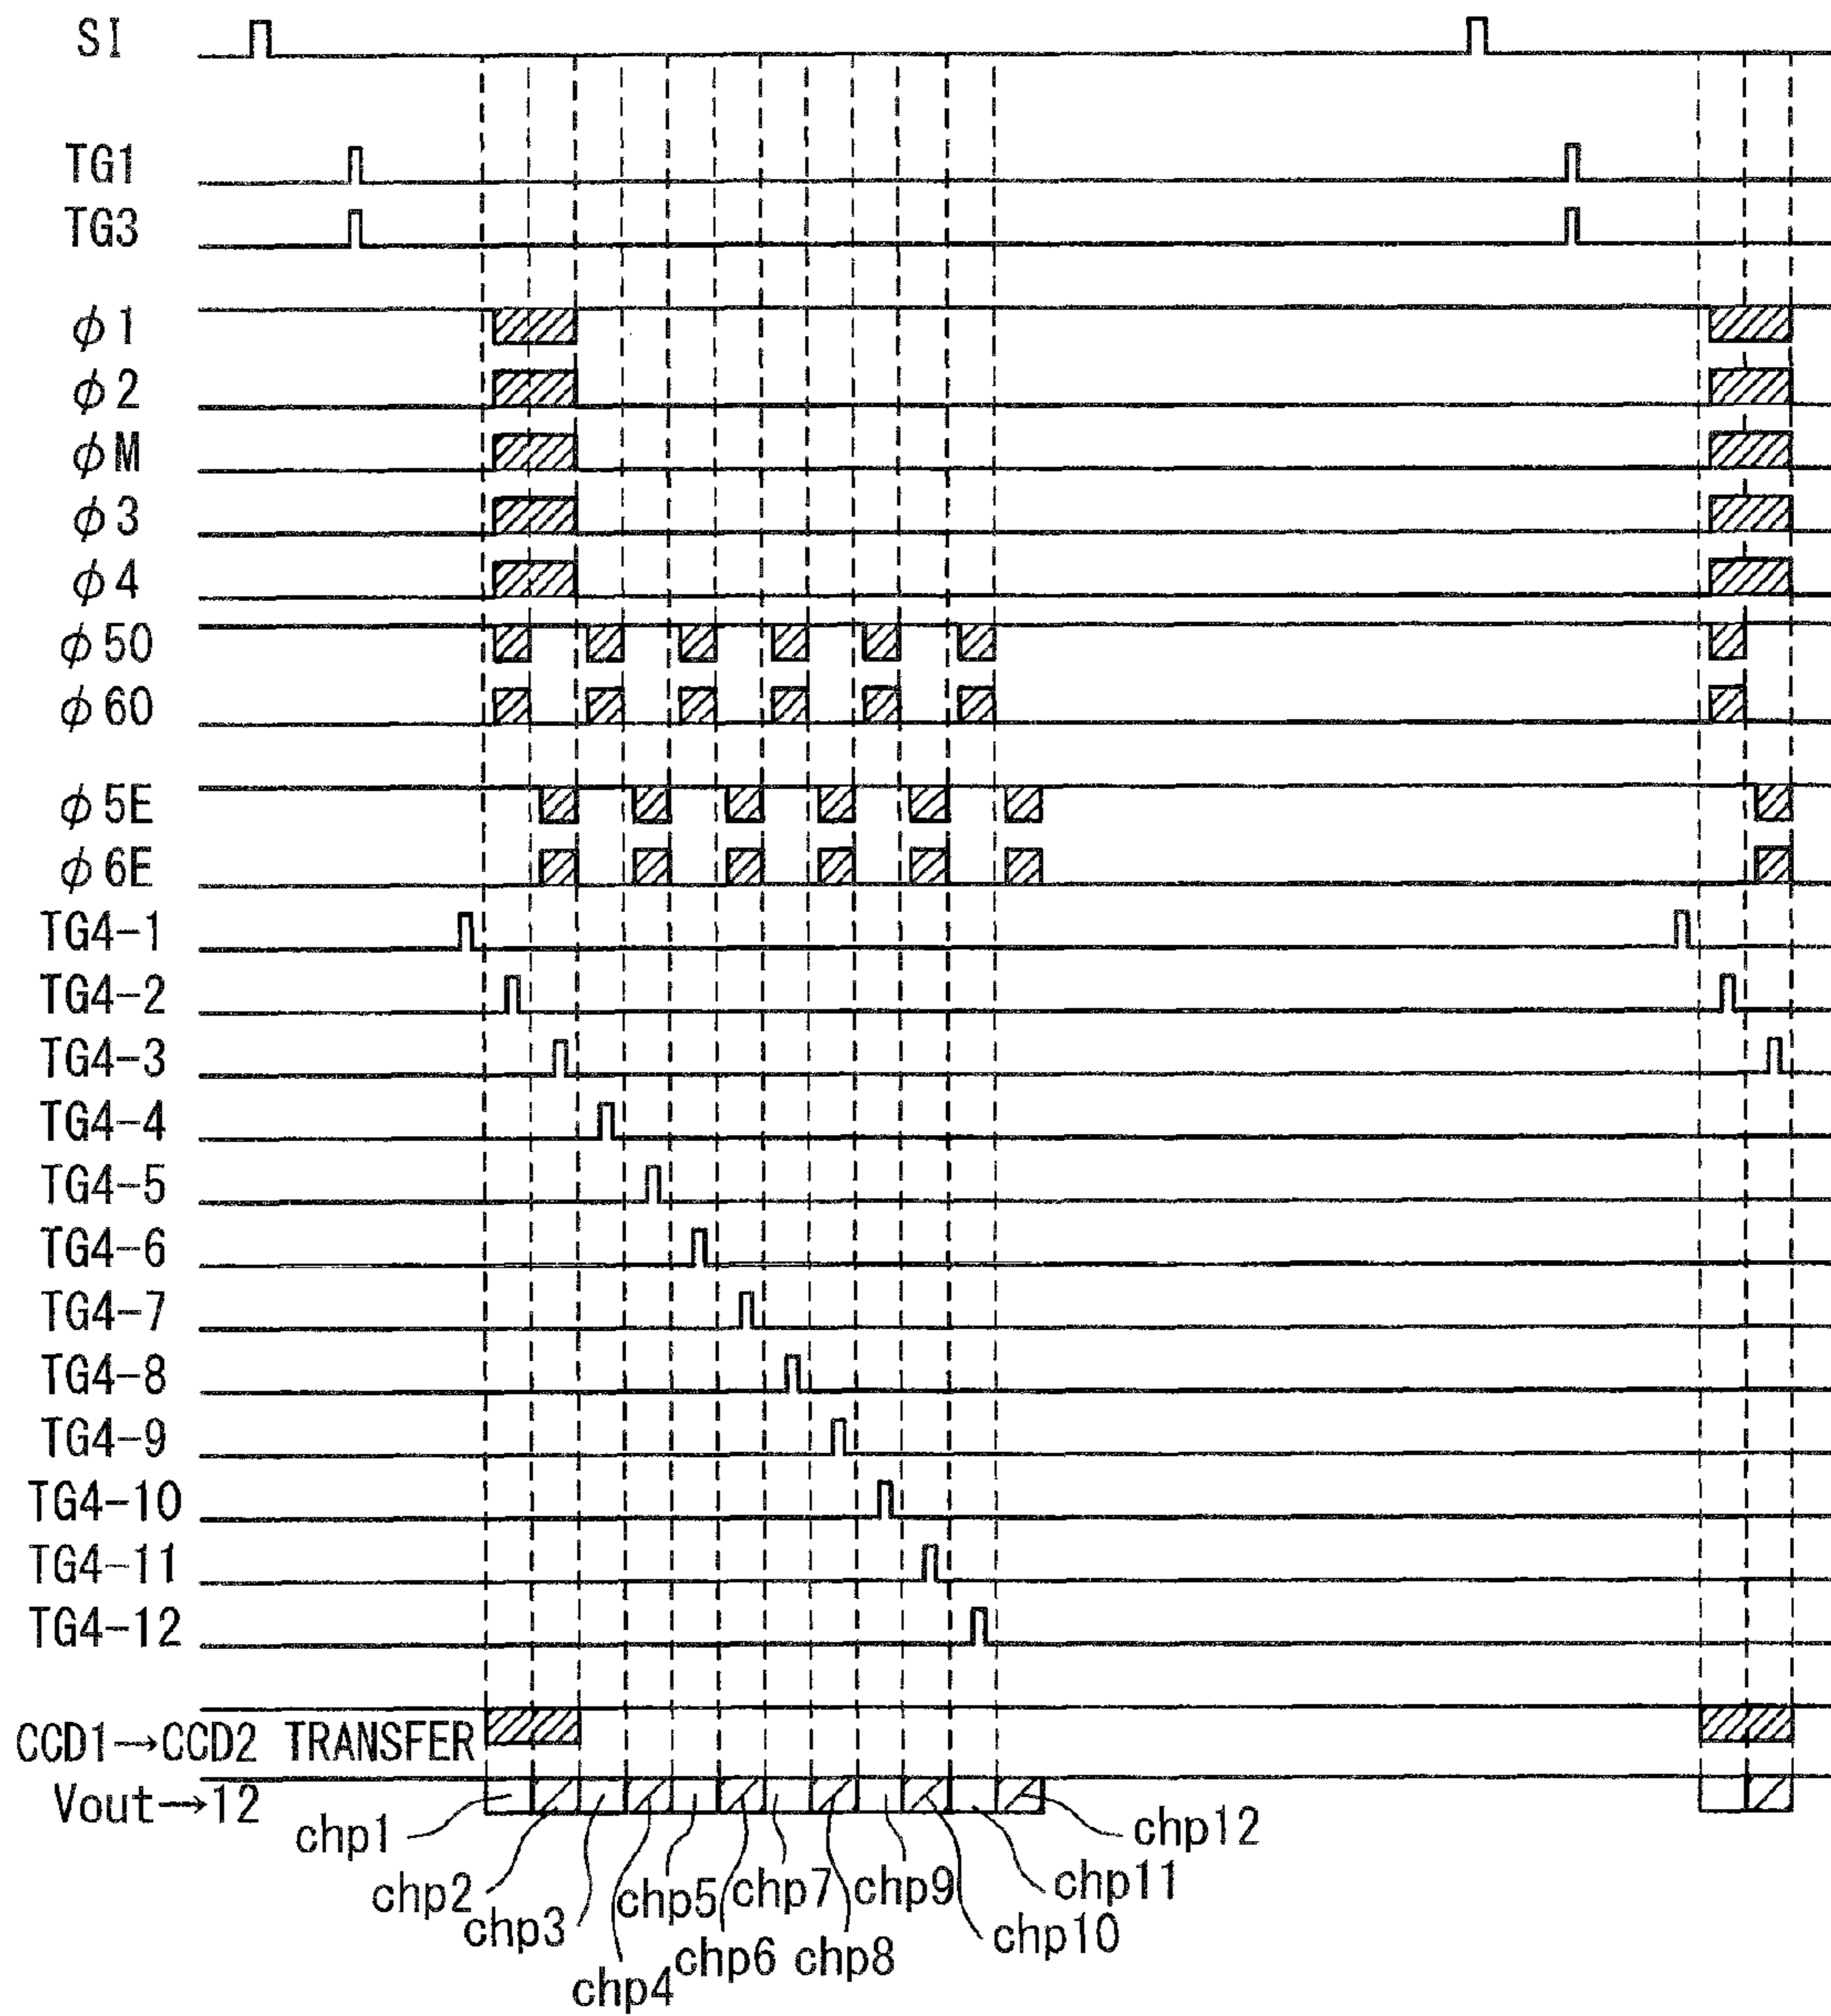 SI
TG1
TG3
φ1
φ2
φM
φ3
φ4
φ5O
φ6O
φ5E
φ6E
TG4-1
TG4-2
TG4-3
TG4-4
TG4-5
TG4-6
TG4-7
TG4-8
TG4-9
TG4-10
TG4-11
TG4-12
CCD1→CCD2 TRANSFER
Vout→12
chp1
chp2
chp3
chp4
chp5
chp6
chp7
chp8
chp9
chp10
chp11
chp12